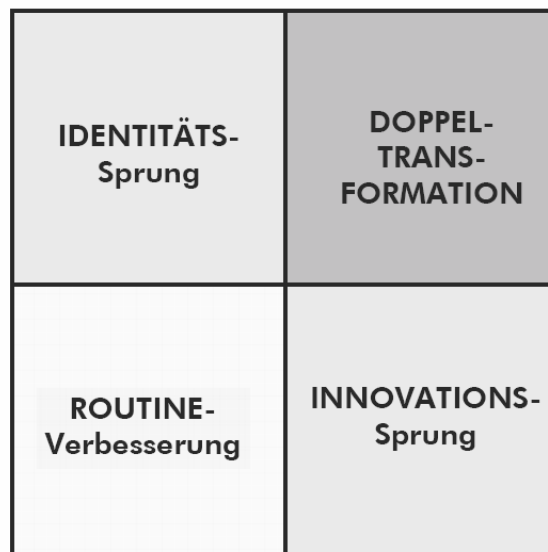 IDENTITÄTS-
Sprung
DOPPEL-
TRANS-
FORMATION
ROUTINE-
Verbesserung
INNOVATIONS-
Sprung